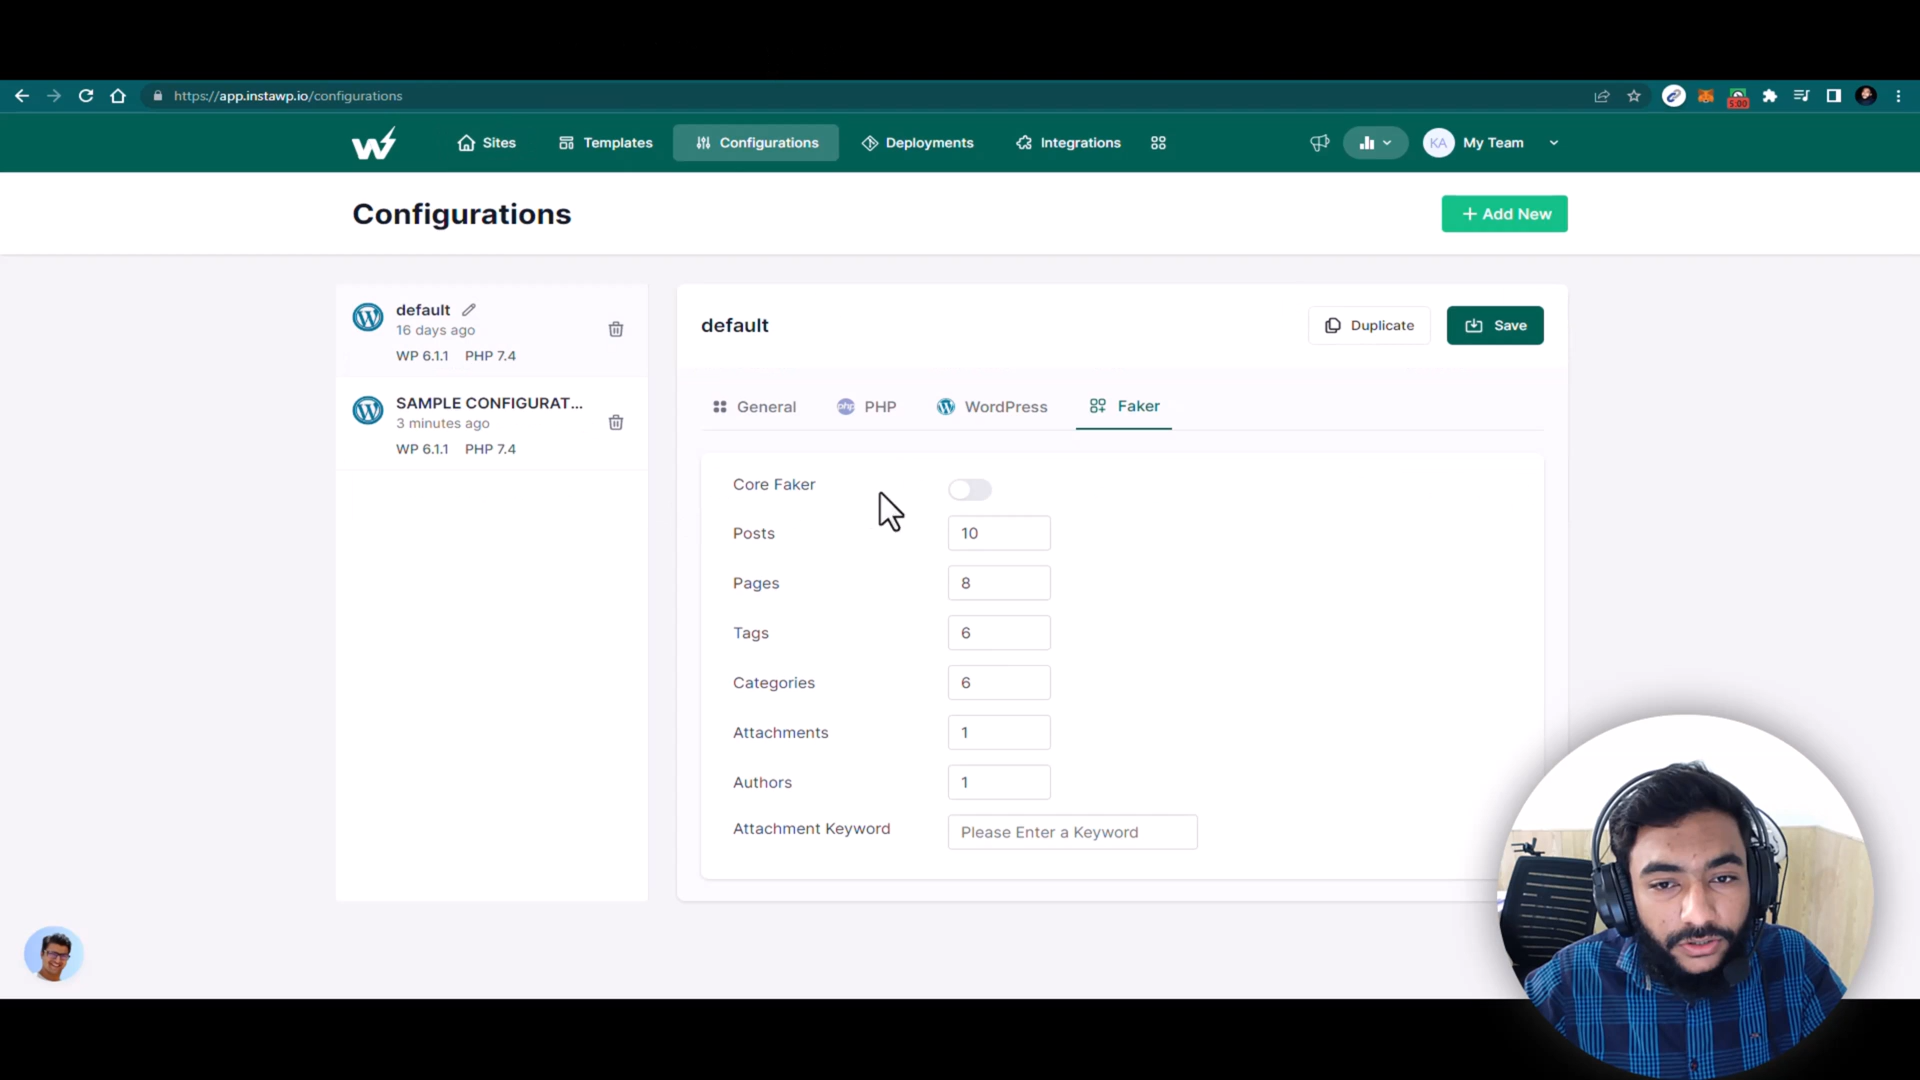 https://app.instawp.io/configurations
5:00
Sites
Templates
Configurations
Deployments
Integrations
KA
My Team
Configurations
+ Add New
default
16 days ago
WP 6.1.1 PHP 7.4
SAMPLE CONFIGURAT...
3 minutes ago
WP 6.1.1 PHP 7.4
default
Duplicate
Save
General
php PHP
WordPress
Faker
Core Faker
Posts 10
Pages 8
Tags 6
Categories 6
Attachments 1
Authors 1
Attachment Keyword Please Enter a Keyword